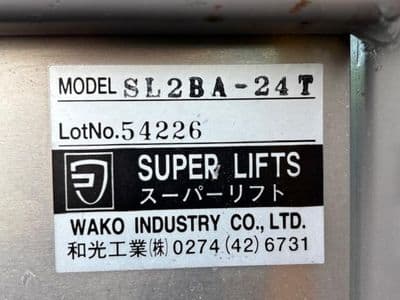 MODEL SL2BA-24T
LotNo. 54226
SUPER LIFTS
スーパーリフト
WAKO INDUSTRY CO., LTD.
和光工業(株) 0274 (42) 6731